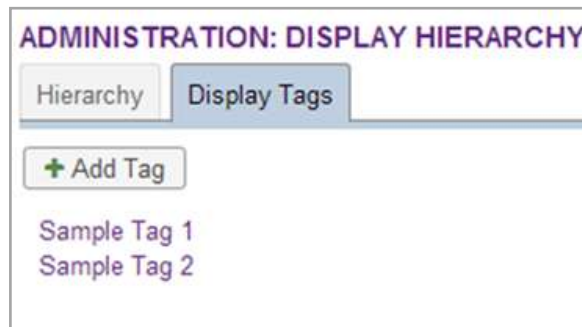 ADMINISTRATION: DISPLAY HIERARCHY
Hierarchy
Display Tags
Add Tag
Sample Tag 1
Sample Tag 2